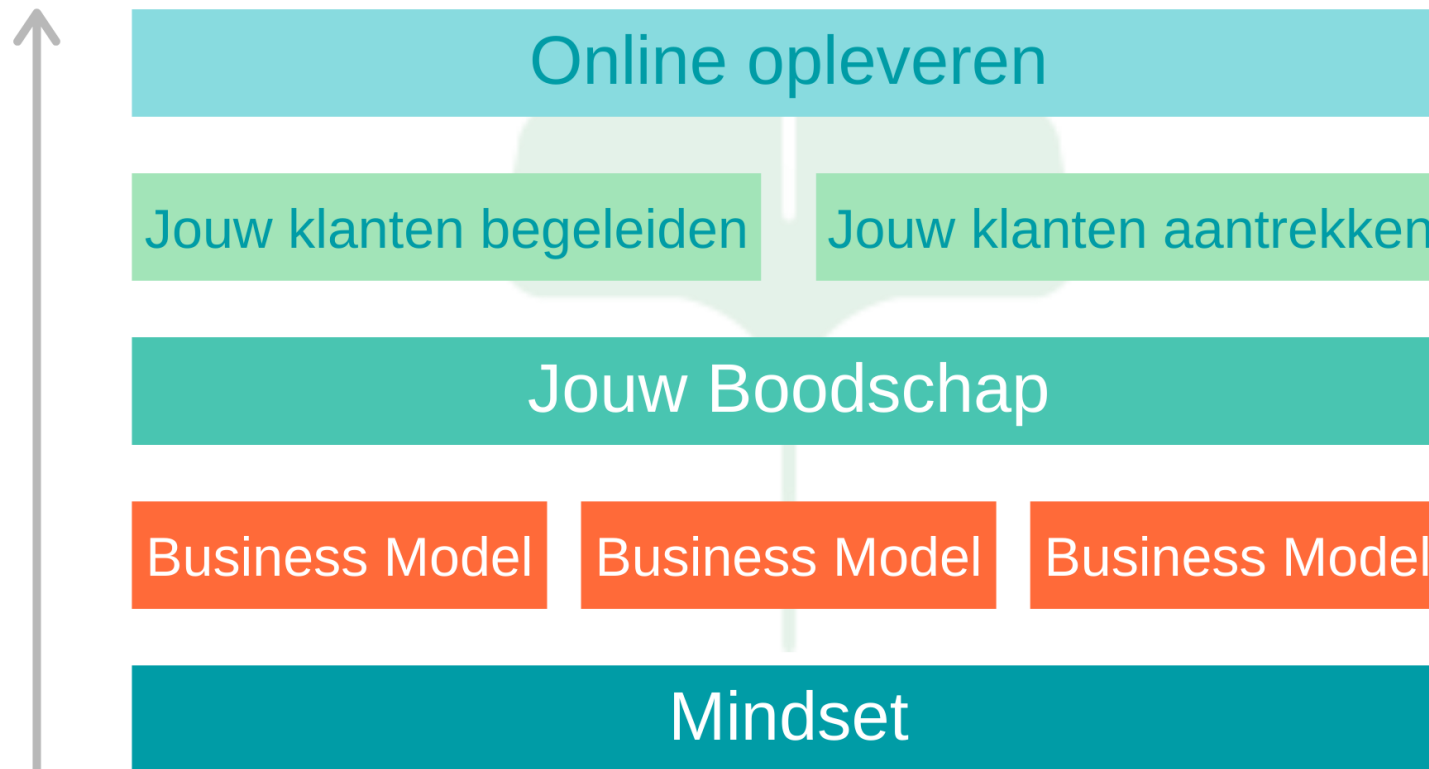 Online opleveren
Jouw klanten begeleiden
Jouw klanten aantrekken
Jouw Boodschap
Business Model
Business Model
Business Model
Mindset